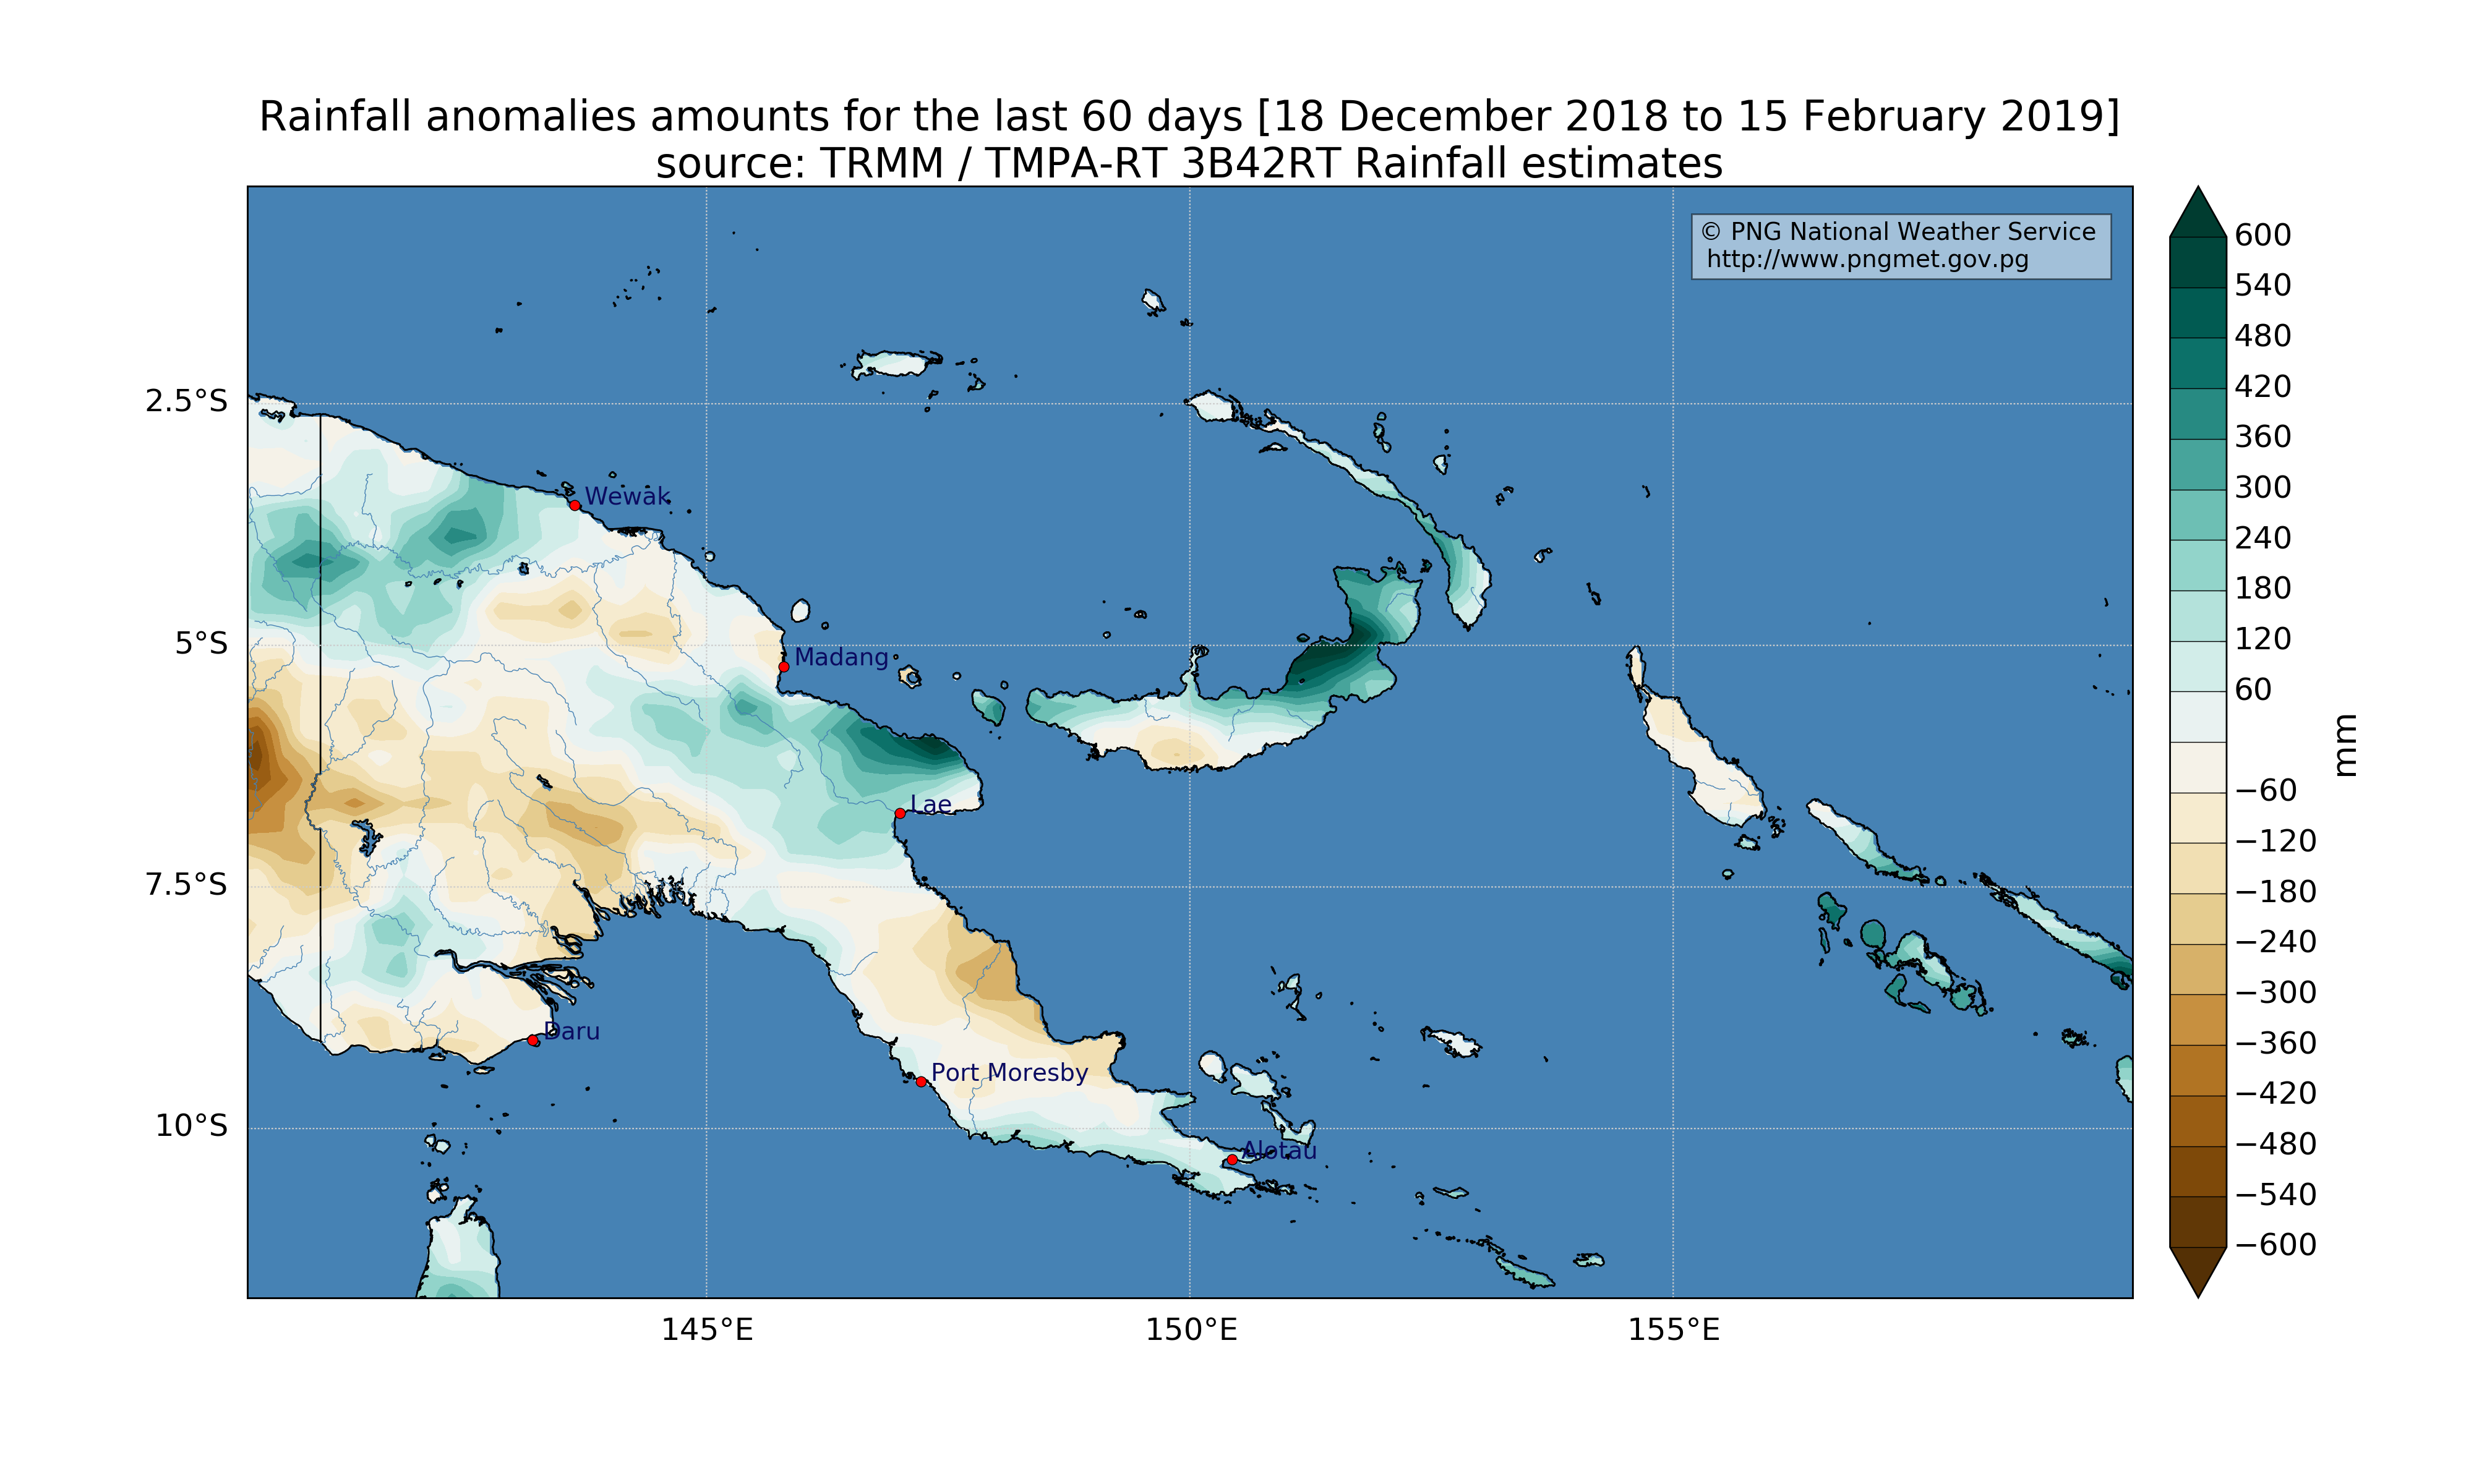 Rainfall anomalies amounts for the last 60 days [18 December 2018 to 15 February 2019]
source: TRMM / TMPA-RT 3B42RT Rainfall estimates
© PNG National Weather Service
http://www.pngmet.gov.pg
2.5°S
5°S
7.5°S
10°S
Wewak
Madang
Lae
Daru
Port Moresby
Alotau
145°E
150°E
155°E
600
540
480
420
360
300
240
180
120
60
−60
−120
−180
−240
−300
−360
−420
−480
−540
−600
mm